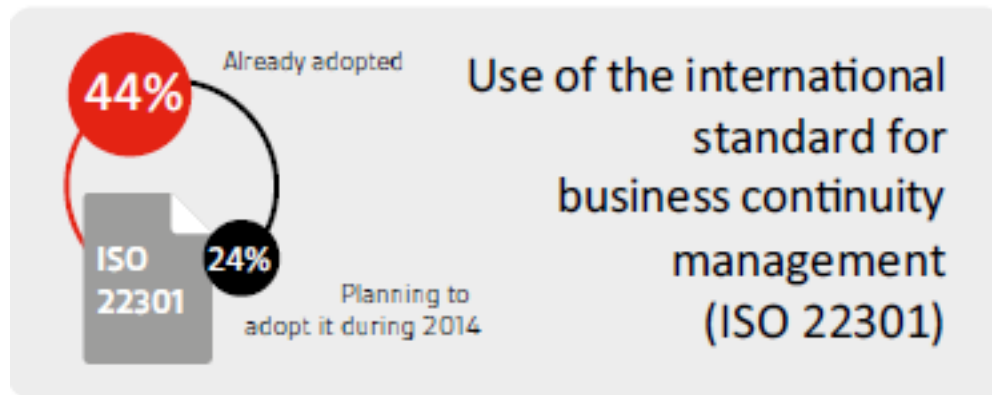 44%
Already adopted
ISO
22301
24%
Planning to
adopt it during 2014
Use of the international
standard for
business continuity
management
(ISO 22301)